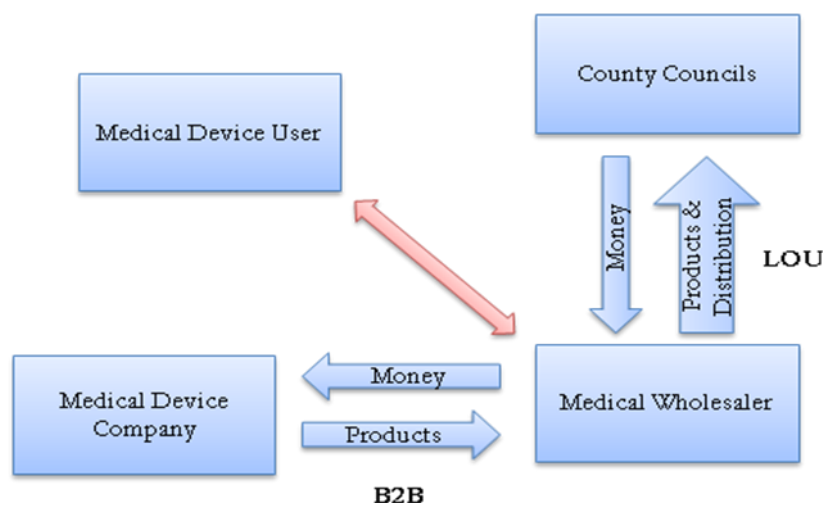 County Councils
Medical Device User
Money
Products &
Distribution
LOU
Medical Device
Company
Money
Products
Medical Wholesaler
B2B